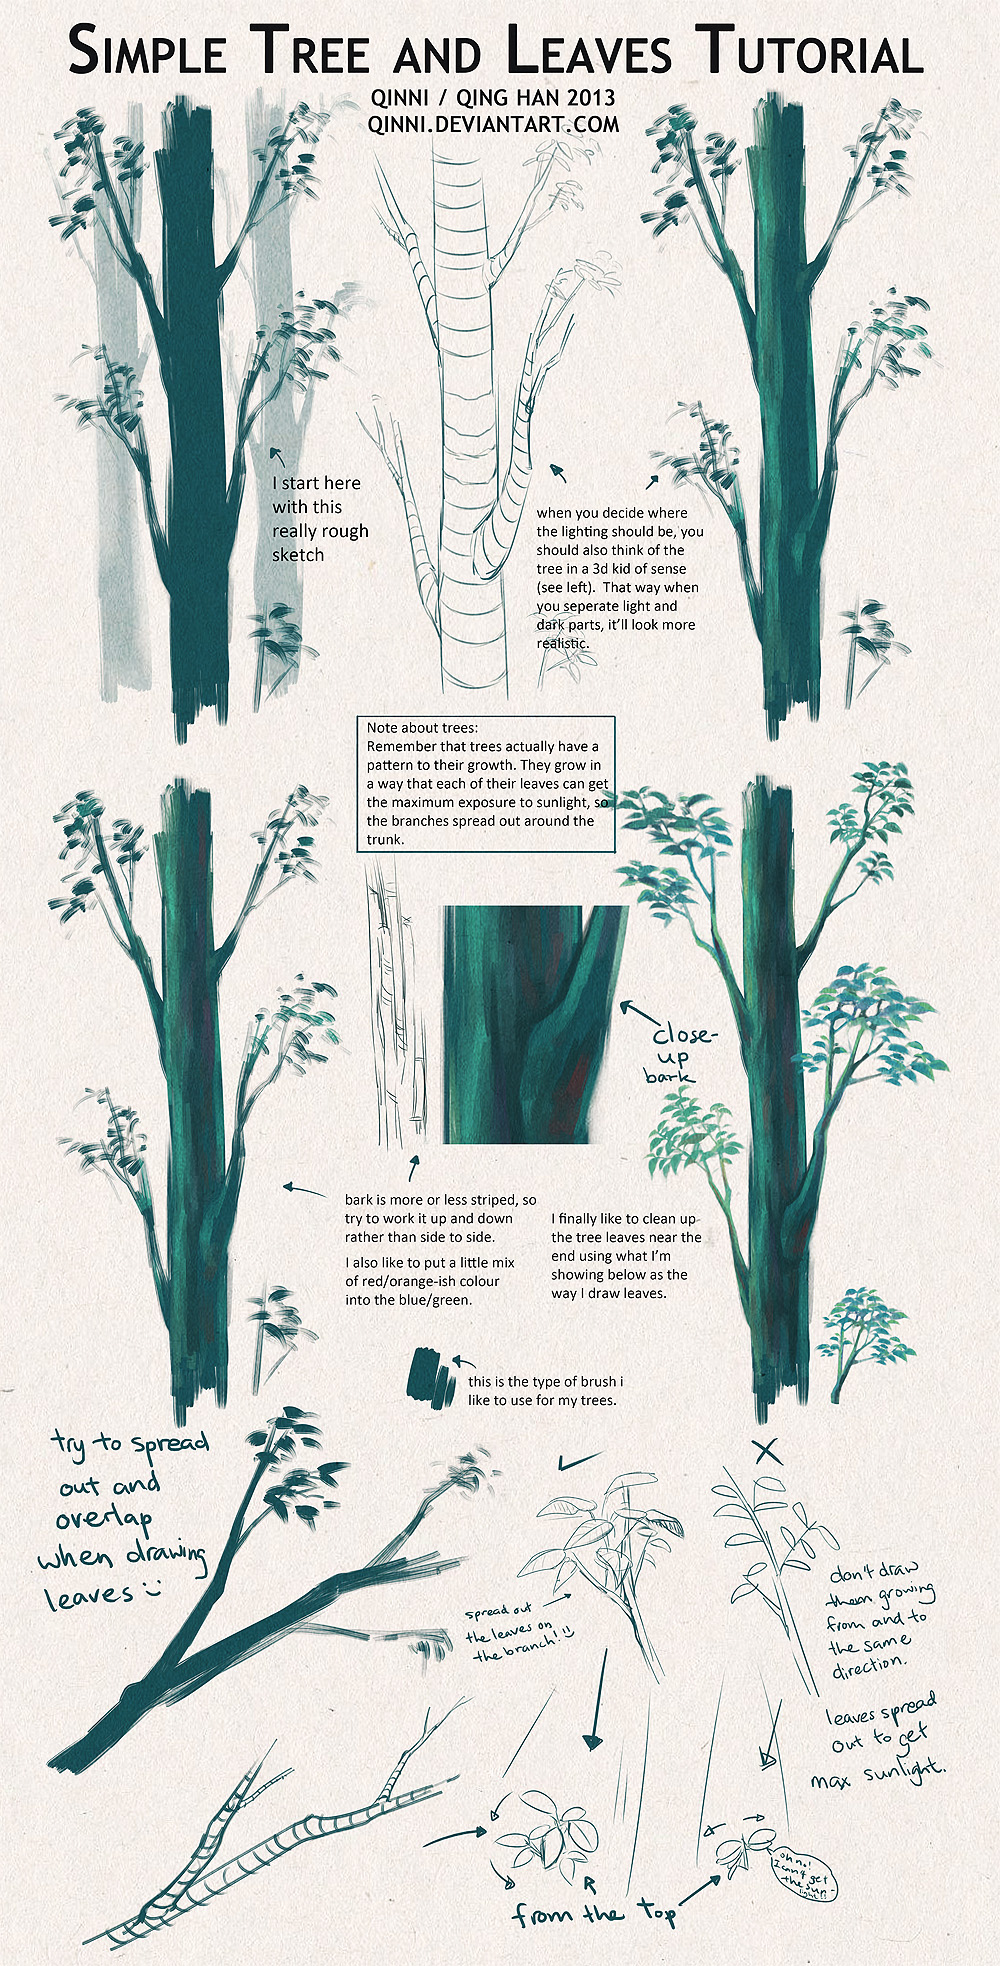 SIMPLE TREE AND LEAVES TUTORIAL
QINNI / QING HAN 2013
QINNI.DEVIANTART.COM
I start here
with this
really rough
sketch
when you decide where
the lighting should be, you
should also think of the
tree in a 3d kid of sense
(see left). That way when
you seperate light and
dark parts, it'll look more
realistic.
Note about trees:
Remember that trees actually have a
pattern to their growth. They grow in
a way that each of their leaves can get
the maximum exposure to sunlight, so
the branches spread out around the
trunk.
close-
up
bark
bark is more or less striped, so
try to work it up and down
rather than side to side.
I also like to put a little mix
of red/orange-ish colour
into the blue/green.
I finally like to clean up
the tree leaves near the
end using what I'm
showing below as the
way I draw leaves.
this is the type of brush i
like to use for my trees.
try to spread
out and
overlap
when drawing
leaves :)
spread out
the leaves on
the branch! :)
don't draw
them growing
from and to
the same
direction.
leaves spread
out to get
max sunlight.
oh no!
I can't get
the sun-
light!!
from the top